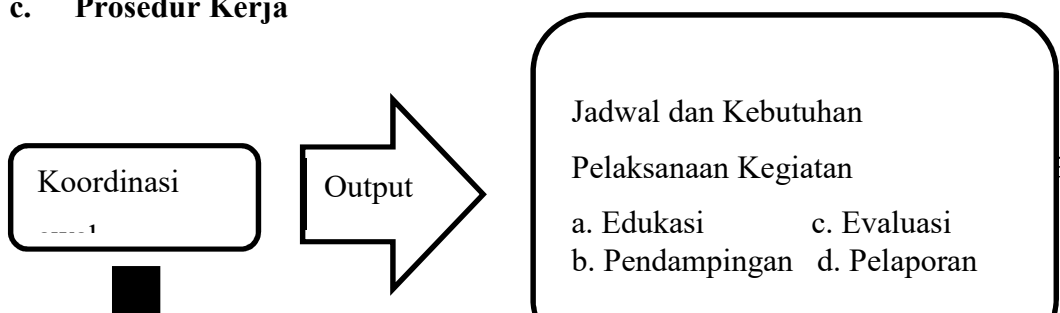 c. Prosedur Kerja
Koordinasi
Output
Jadwal dan Kebutuhan
Pelaksanaan Kegiatan
a. Edukasi c. Evaluasi
b. Pendampingan d. Pelaporan